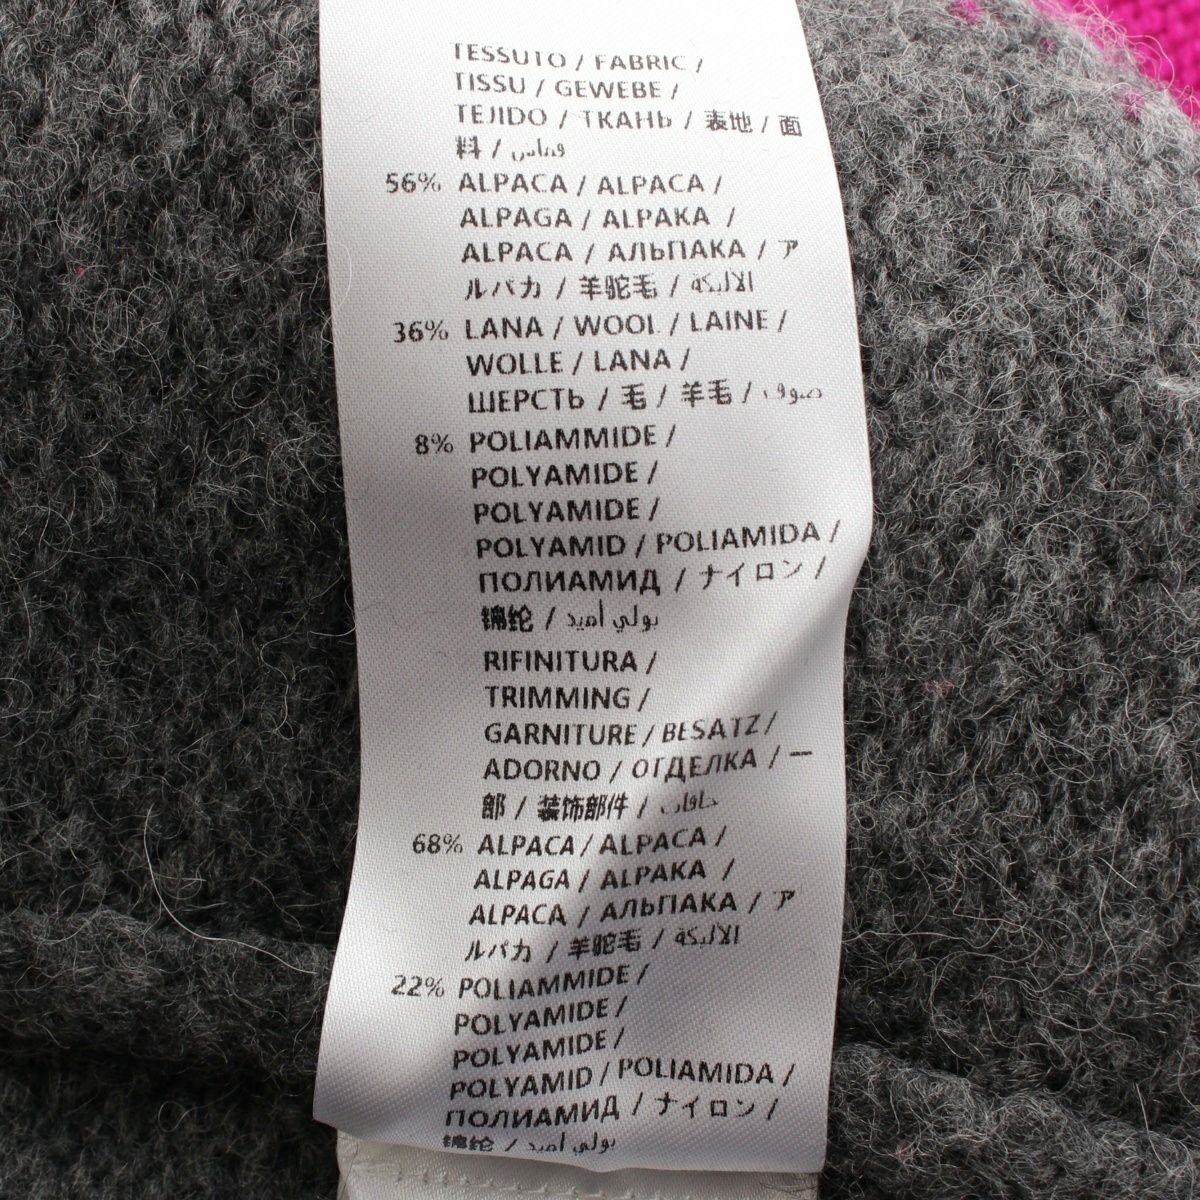 TESSUTO / FABRIC /
TISSU / GEWEBE /
TEJIDO / ТКАНЬ / 表地 / 面
料 / قماش
56% ALPACA / ALPACA /
ALPAGA / ALPAKA /
ALPACA / АЛЬПАКА / ア
ルパカ / 羊驼毛 / الالبكة
36% LANA / WOOL / LAINE /
WOLLE / LANA /
ШЕРСТЬ / 毛 / 羊毛 / صوف
8% POLIAMMIDE /
POLYAMIDE /
POLYAMIDE /
POLYAMID / POLIAMIDA /
ПОЛИАМИД / ナイロン /
锦纶 / بولي أميد
RIFINITURA /
TRIMMING /
GARNITURE / BESATZ /
ADORNO / ОТДЕЛКА / 一
部 / 装饰部件 / حافات
68% ALPACA / ALPACA /
ALPAGA / ALPAKA /
ALPACA / АЛЬПАКА / ア
ルパカ / 羊驼毛 / الالبكة
22% POLIAMMIDE /
POLYAMIDE /
POLYAMIDE /
POLYAMID / POLIAMIDA /
ПОЛИАМИД / ナイロン /
锦纶 / بولي أميد